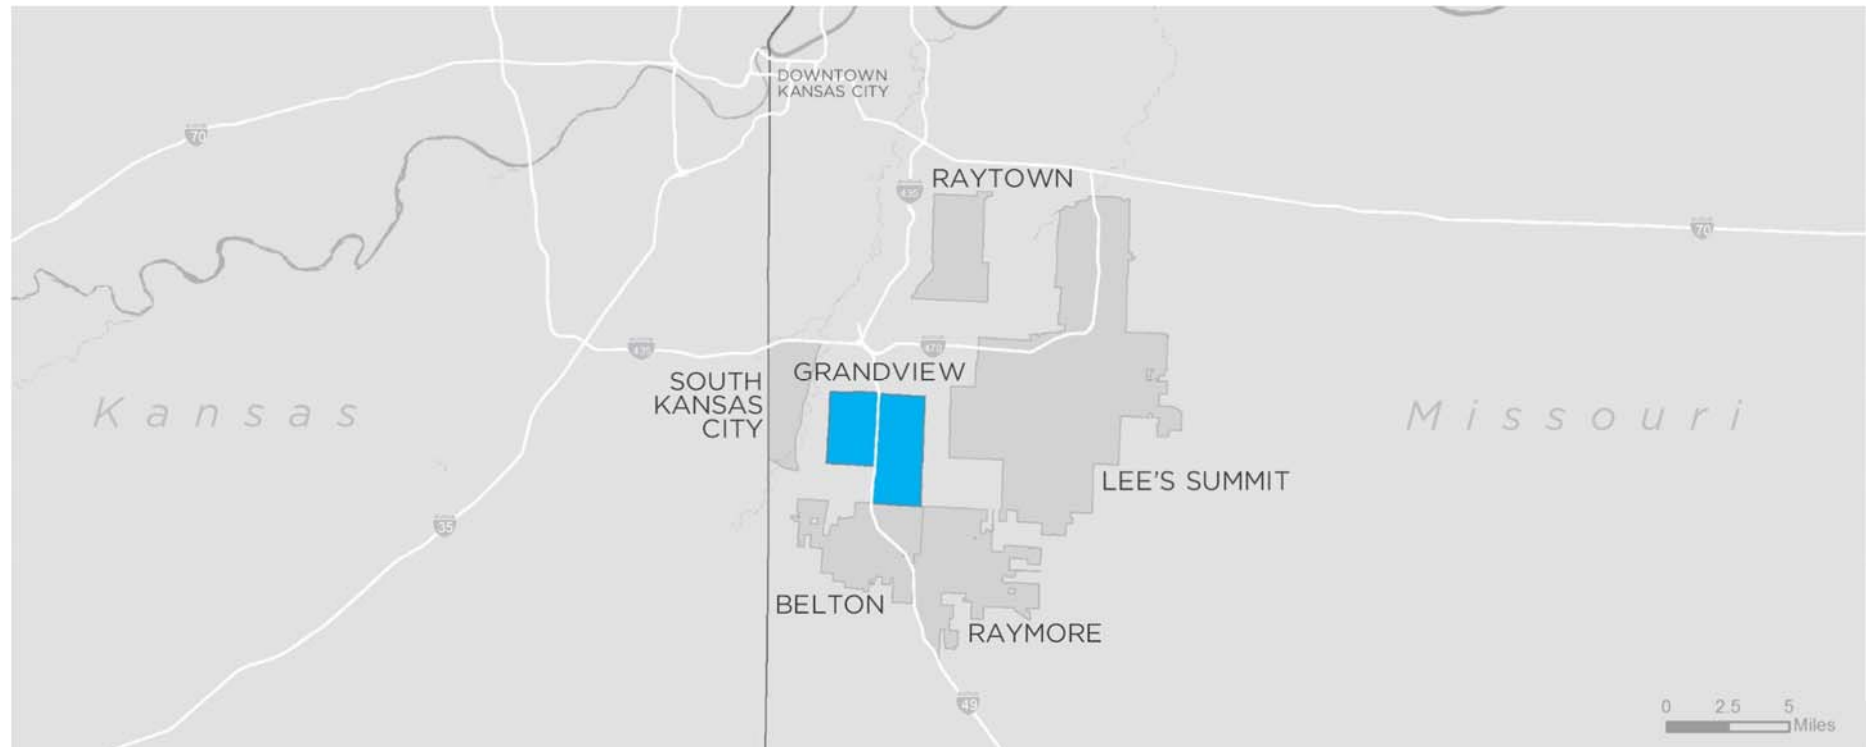 DOWNTOWN
KANSAS CITY
70
RAYTOWN
435
70
435
470
GRANDVIEW
SOUTH
KANSAS
CITY
Kansas
Missouri
LEE'S SUMMIT
35
BELTON
RAYMORE
49
0 2.5 5
Miles